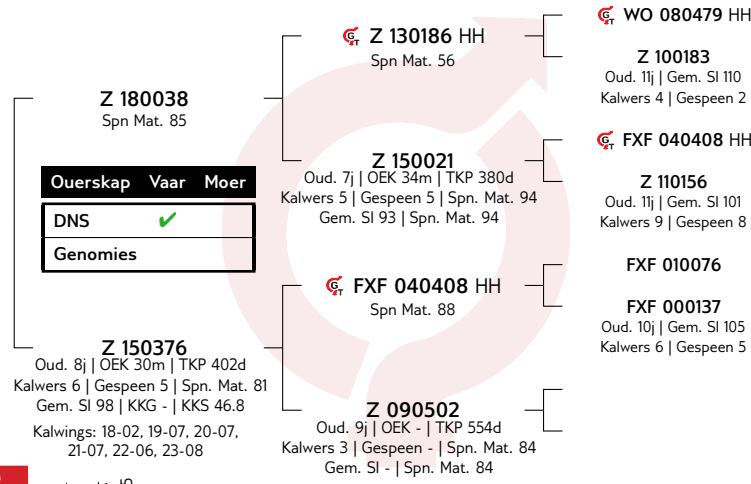 Z 180038
Spn Mat. 85
Ouerskap Vaar Moer
DNS ✔
Genomies
Z 150376
Oud. 8j | OEK 30m | TKP 402d
Kalwers 6 | Gespeen 5 | Spn. Mat. 81
Gem. SI 98 | KKG - | KKS 46.8
Kalwings: 18-02, 19-07, 20-07,
21-07, 22-06, 23-08
GT Z 130186 HH
Spn Mat. 56
Z 150021
Oud. 7j | OEK 34m | TKP 380d
Kalwers 5 | Gespeen 5 | Spn. Mat. 94
Gem. SI 93 | Spn. Mat. 94
GT FXF 040408 HH
Spn Mat. 88
Z 090502
Oud. 9j | OEK - | TKP 554d
Kalwers 3 | Gespeen - | Spn. Mat. 84
Gem. SI - | Spn. Mat. 84
GT WO 080479 HH
Z 100183
Oud. 11j | Gem. SI 110
Kalwers 4 | Gespeen 2
GT FXF 040408 HH
Z 110156
Oud. 11j | Gem. SI 101
Kalwers 9 | Gespeen 8
FXF 010076
FXF 000137
Oud. 10j | Gem. SI 105
Kalwers 6 | Gespeen 5